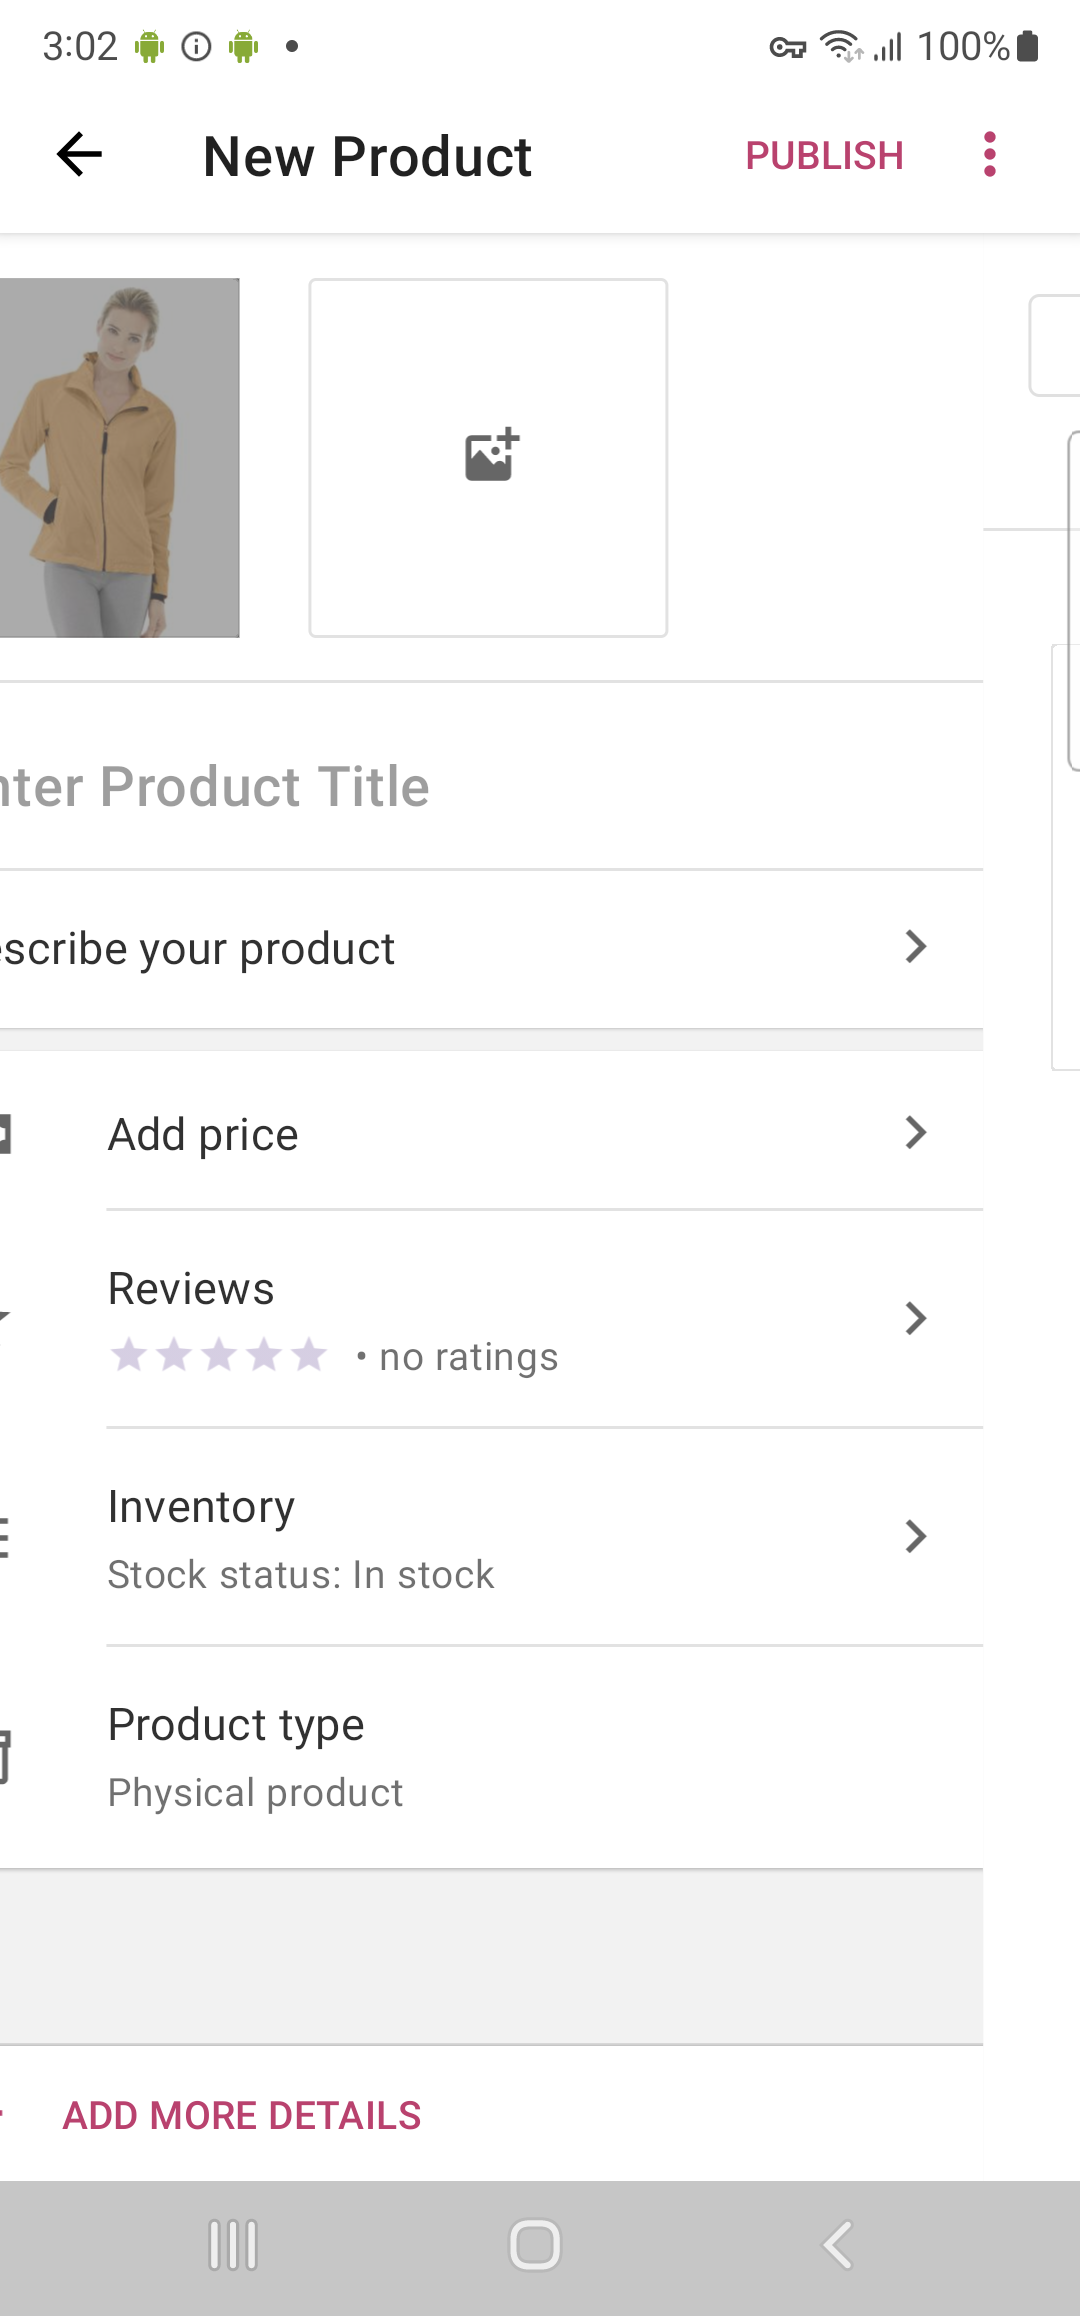 3:02
100%
New Product
PUBLISH
nter Product Title
escribe your product
Add price
Reviews
• no ratings
Inventory
Stock status: In stock
Product type
Physical product
ADD MORE DETAILS